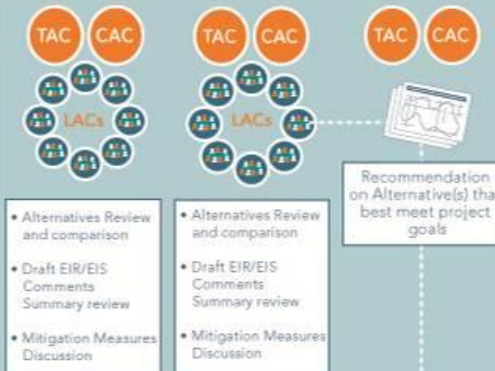 TAC CAC
LACs
• Alternatives Review
and comparison
• Draft EIR/EIS
Comments
Summary review
• Mitigation Measures
Discussion
TAC CAC
LACs
• Alternatives Review
and comparison
• Draft EIR/EIS
Comments
Summary review
• Mitigation Measures
Discussion
TAC CAC
Recommendation
on Alternative(s) tha
best meet project
goals